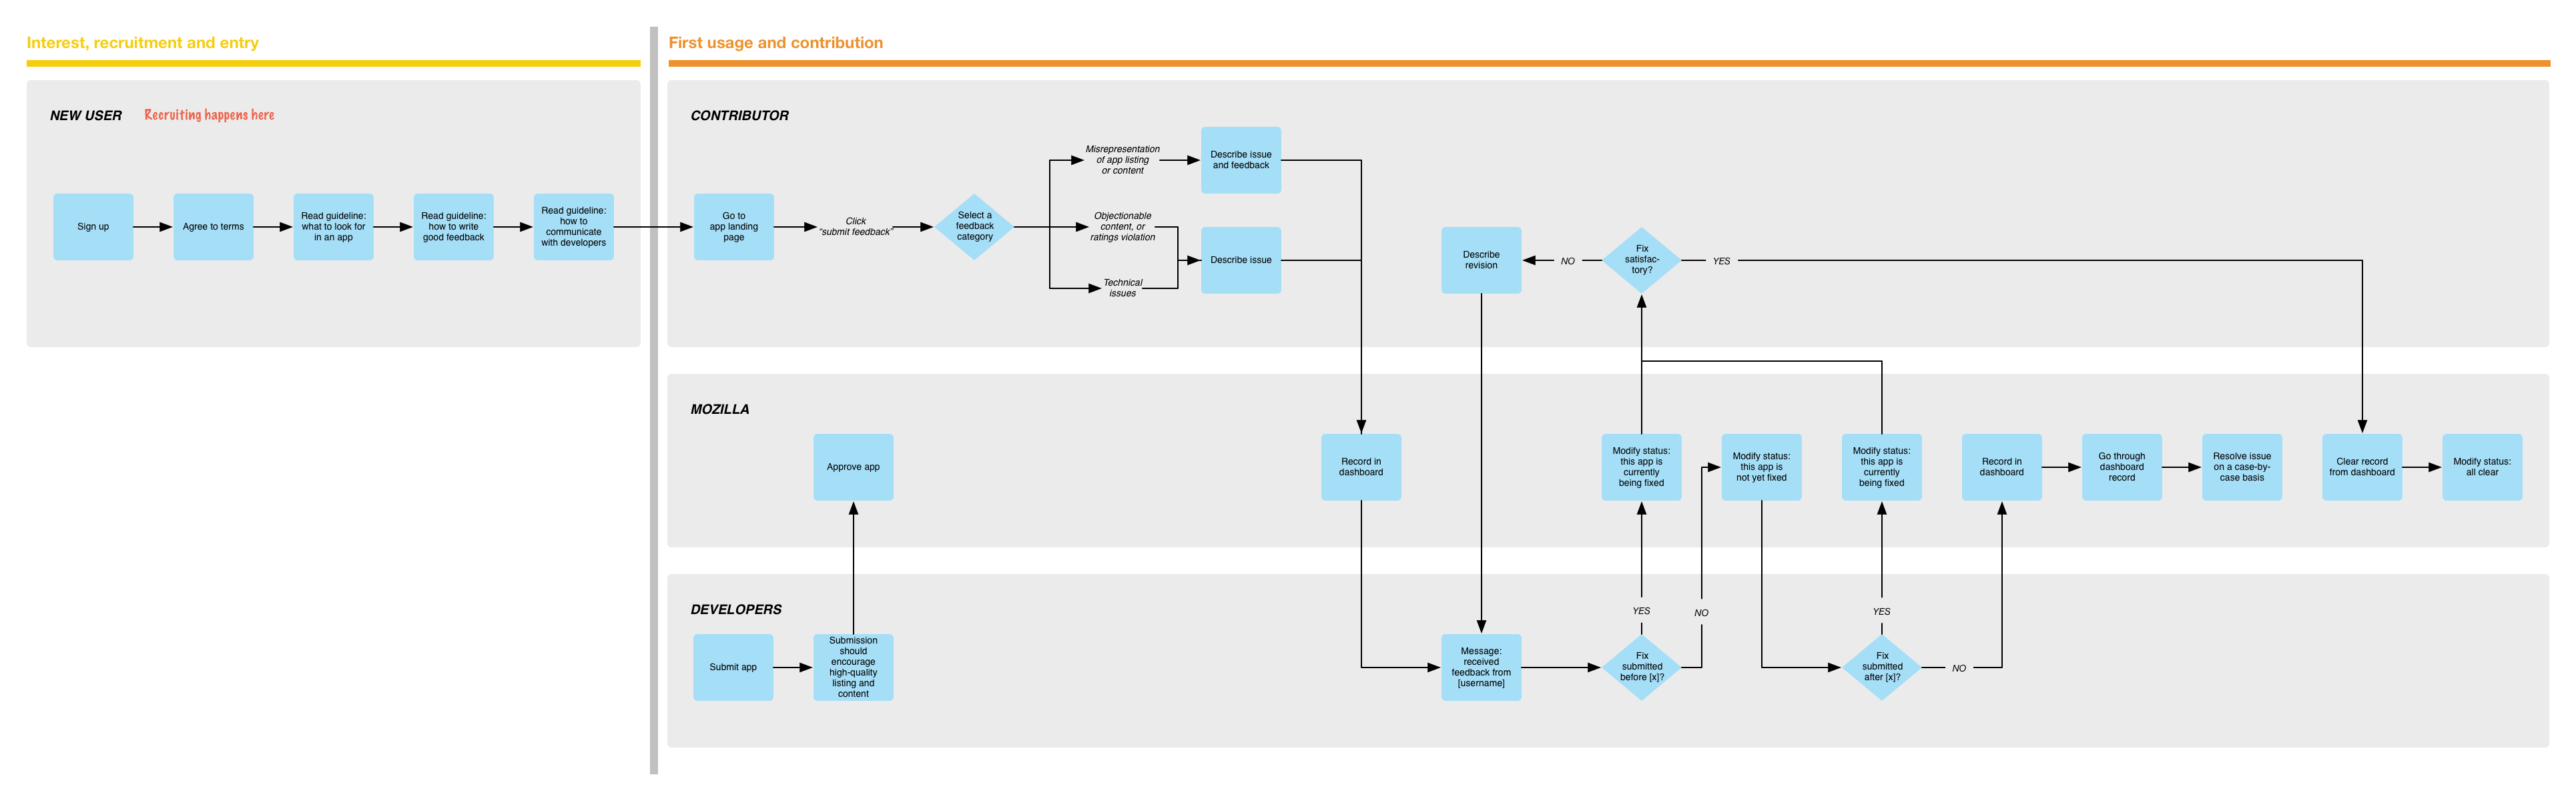 Interest, recruitment and entry
First usage and contribution
NEW USER
Recruiting happens here
Sign up
Agree to terms
Read guideline:
what to look for
in an app
Read guideline:
how to write
good feedback
Read guideline:
how to
communicate
with developers
CONTRIBUTOR
Go to
app landing
page
Click
“submit feedback”
Select a
feedback
category
Misrepresentation
of app listing
or content
Objectionable
content, or
ratings violation
Technical
issues
Describe issue
and feedback
Describe issue
Describe
revision
NO
Fix
satisfac-
tory?
YES
MOZILLA
Approve app
Record in
dashboard
Modify status:
this app is
currently
being fixed
Modify status:
this app is
not yet fixed
Modify status:
this app is
currently
being fixed
Record in
dashboard
Go through
dashboard
record
Resolve issue
on a case-by-
case basis
Clear record
from dashboard
Modify status:
all clear
DEVELOPERS
Submit app
Submission
should
encourage
high-quality
listing and
content
Message:
received
feedback from
[username]
YES
NO
Fix
submitted
before [x]?
YES
Fix
submitted
after [x]?
NO